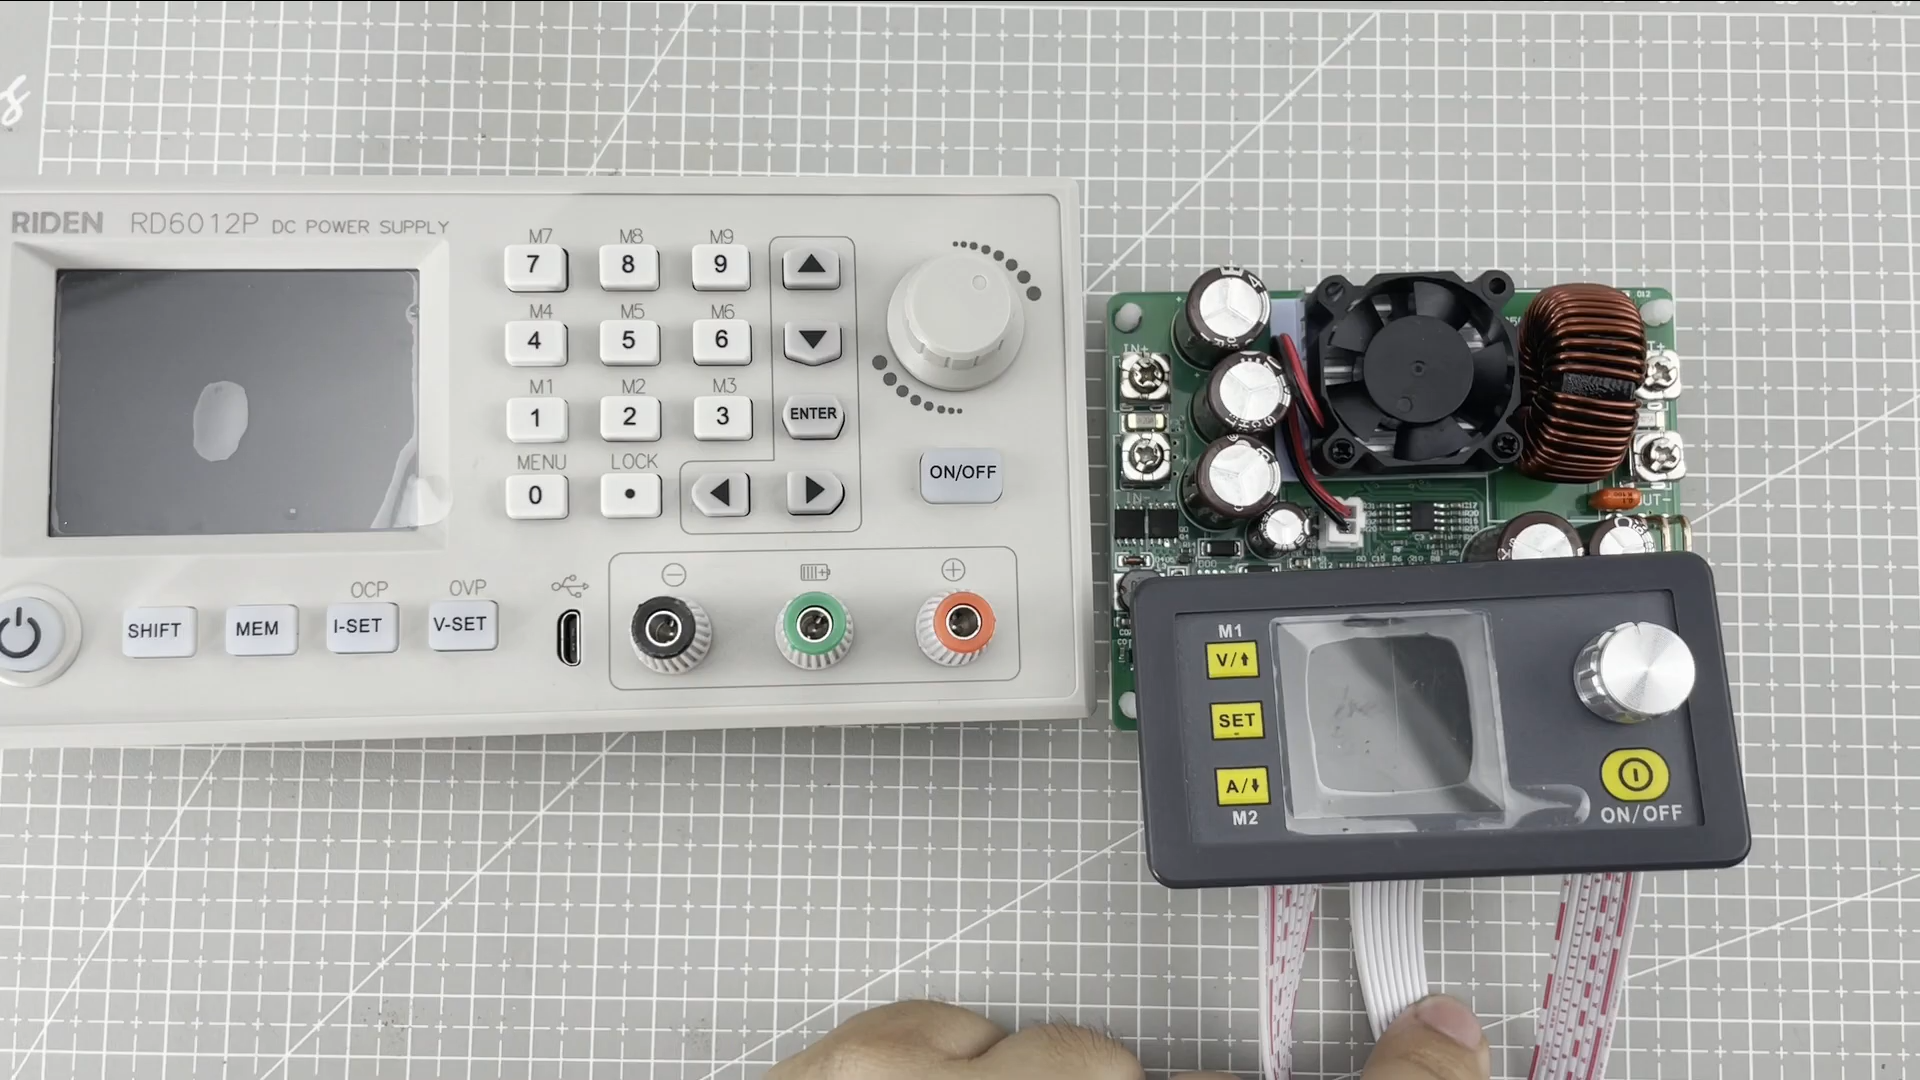 RIDEN RD6012P DC POWER SUPPLY
M7 M8 M9
7 8 9
M4 M5 M6
4 5 6
M1 M2 M3
1 2 3 ENTER
MENU LOCK
0
ON/OFF
OCP OVP
SHIFT MEM I-SET V-SET
IN+
IN-
M1
V/
SET
A/
M2
ON/OFF